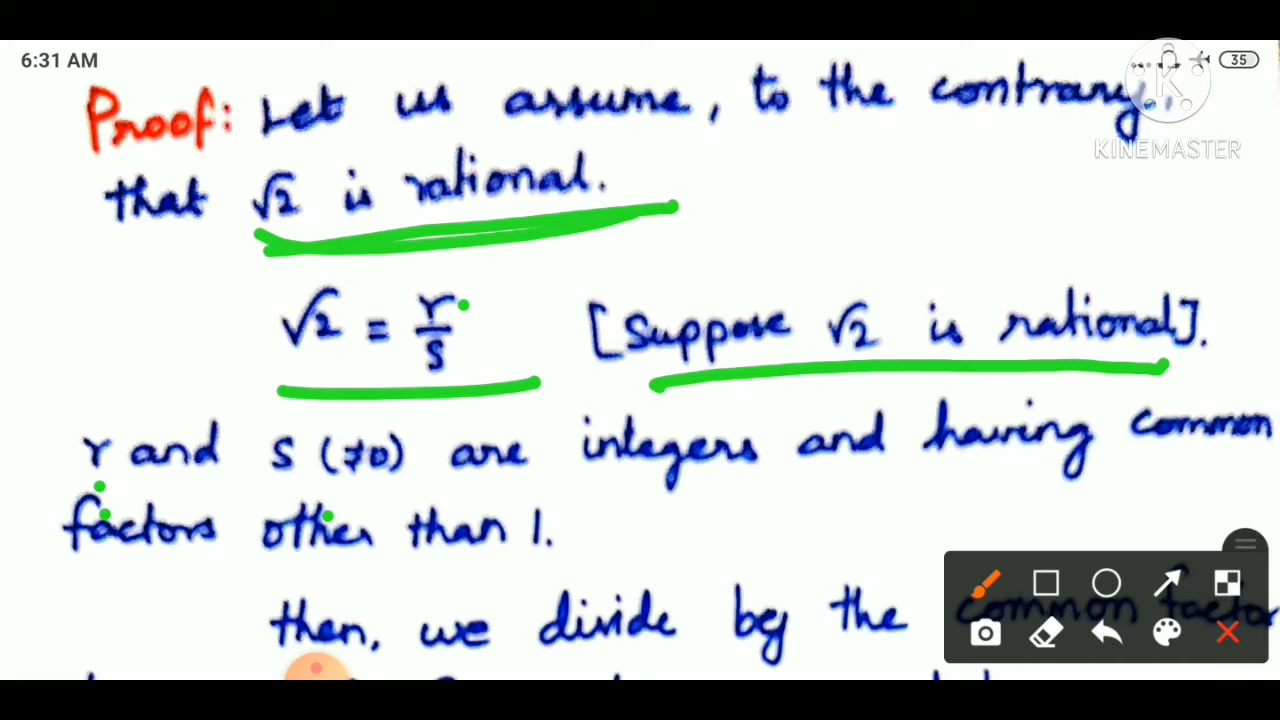 6:31 AM
35
Proof: Let us assume, to the contrary,
KINEMASTER
that √2 is rational.
√2 = r/s [Suppose √2 is rational].
r and s (≠0) are integers and having common
factors other than 1.
then, we divide by the common factor